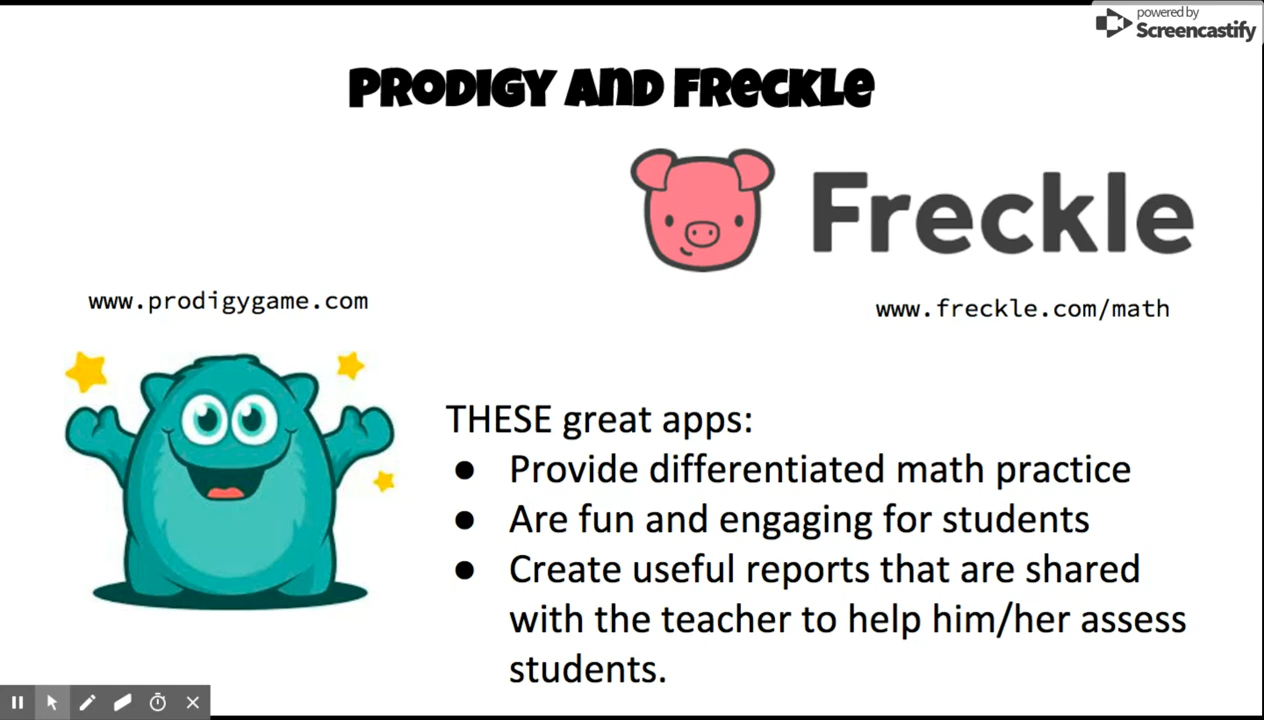 powered by
Screencastify
PRODIGY AND FRECKLE
Freckle
www.prodigygame.com
www.freckle.com/math
THESE great apps:
● Provide differentiated math practice
● Are fun and engaging for students
● Create useful reports that are shared
with the teacher to help him/her assess
students.